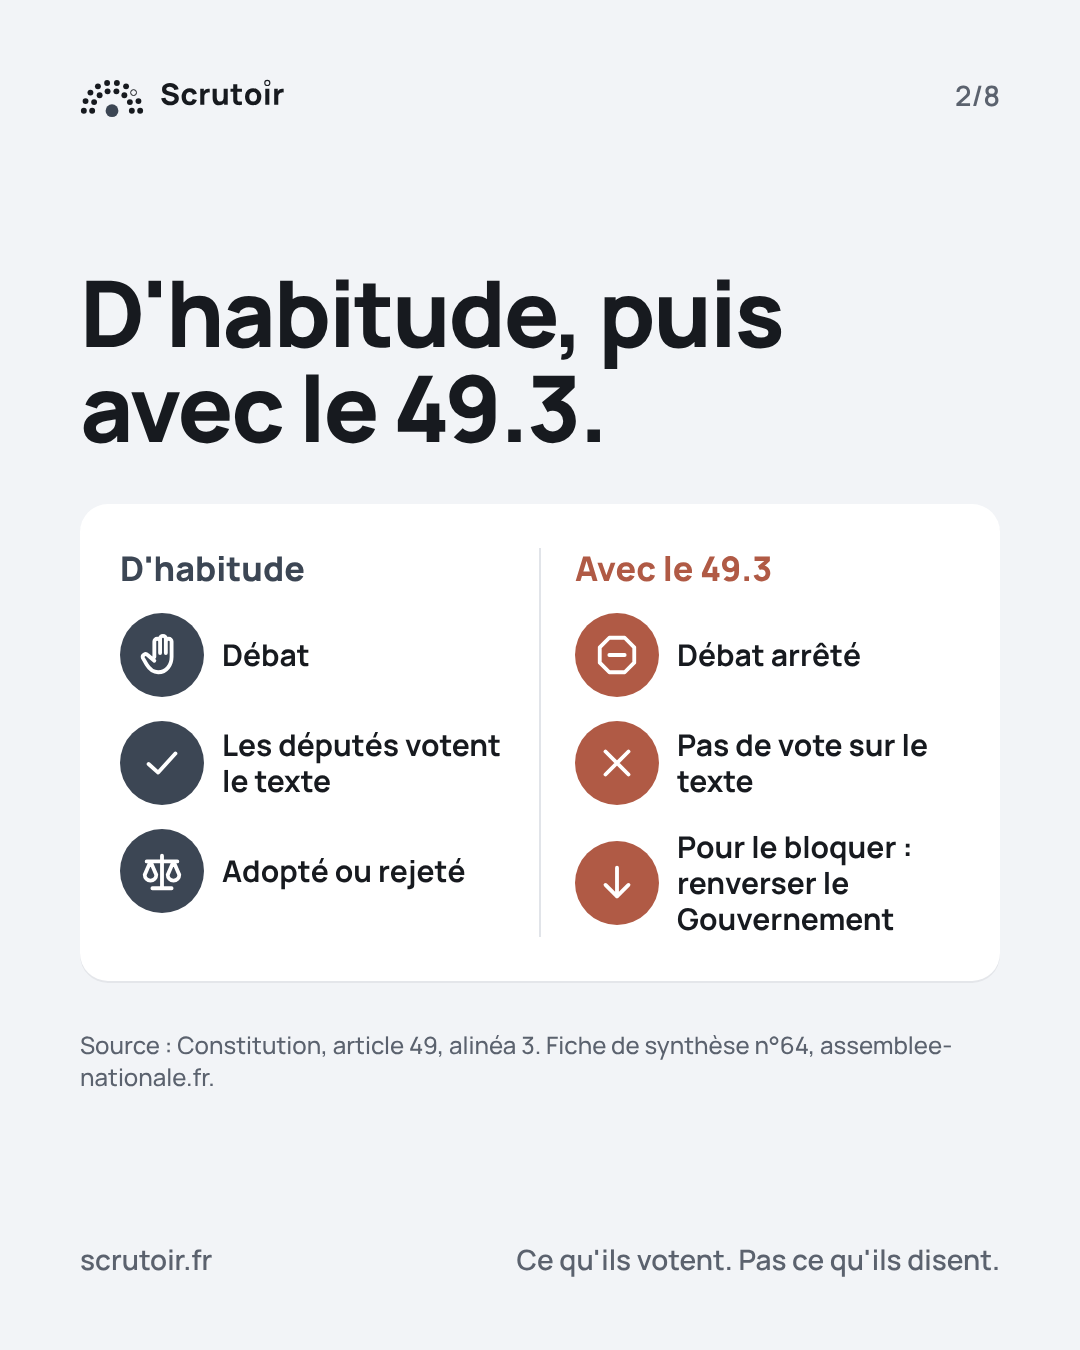 Scrutoir
2/8
D'habitude, puis
avec le 49.3.
D'habitude
Débat
Les députés votent
le texte
Adopté ou rejeté
Avec le 49.3
Débat arrêté
Pas de vote sur le
texte
Pour le bloquer :
renverser le
Gouvernement
Source : Constitution, article 49, alinéa 3. Fiche de synthèse n°64, assemblee-
nationale.fr.
scrutoir.fr
Ce qu'ils votent. Pas ce qu'ils disent.